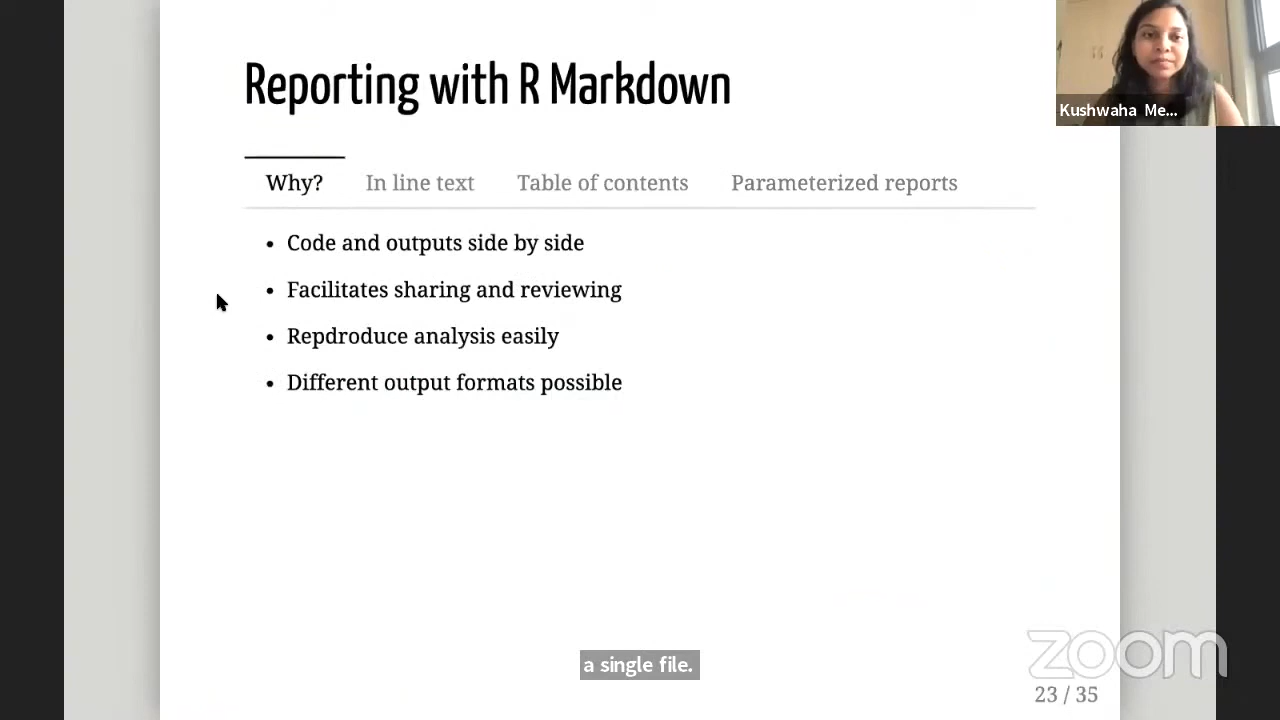 Reporting with R Markdown
Kushwaha Me...
Why? In line text Table of contents Parameterized reports
• Code and outputs side by side
• Facilitates sharing and reviewing
• Repdroduce analysis easily
• Different output formats possible
a single file.
zoom
23 / 35